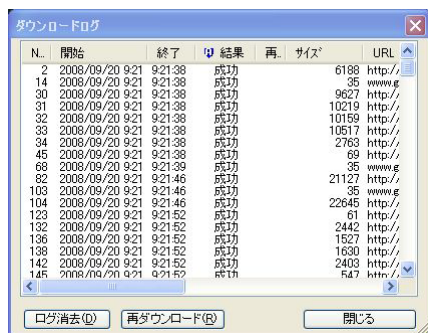 ダウンロードログ
N... 開始 終了 結果 再.. サイズ URL
2 2008/09/20 9:21 9:21:38 成功 6188 http:/
14 2008/09/20 9:21 9:21:38 成功 35 www.g
30 2008/09/20 9:21 9:21:38 成功 9627 http:/
31 2008/09/20 9:21 9:21:38 成功 10219 http:/
32 2008/09/20 9:21 9:21:38 成功 10159 http:/
33 2008/09/20 9:21 9:21:38 成功 10517 http:/
34 2008/09/20 9:21 9:21:38 成功 2763 http:/
45 2008/09/20 9:21 9:21:38 成功 69 http:/
68 2008/09/20 9:21 9:21:39 成功 35 www.g
82 2008/09/20 9:21 9:21:46 成功 21127 http:/
103 2008/09/20 9:21 9:21:46 成功 35 www.g
104 2008/09/20 9:21 9:21:46 成功 22645 http:/
123 2008/09/20 9:21 9:21:52 成功 61 http:/
132 2008/09/20 9:21 9:21:52 成功 2442 http:/
136 2008/09/20 9:21 9:21:52 成功 1527 http:/
138 2008/09/20 9:21 9:21:52 成功 1630 http:/
142 2008/09/20 9:21 9:21:52 成功 2403 http:/
145 2008/09/20 9:21 9:21:52 成功 547 http:/
ログ消去(D) 再ダウンロード(R) 閉じる